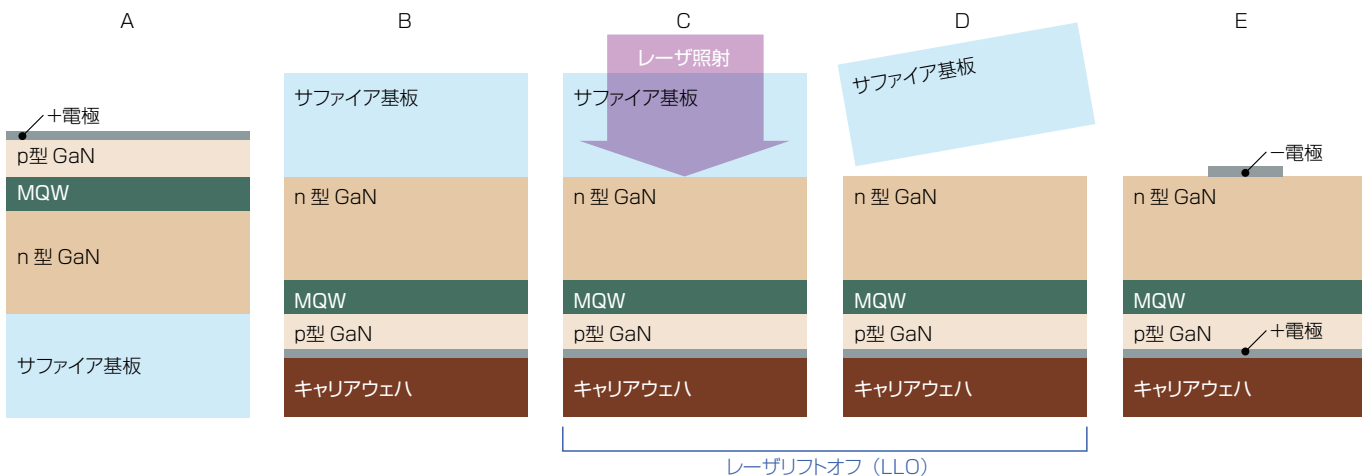 A
+電極
p型 GaN
MQW
n 型 GaN
サファイア基板
B
サファイア基板
n 型 GaN
MQW
p型 GaN
キャリアウェハ
C
レーザ照射
サファイア基板
n 型 GaN
MQW
p型 GaN
キャリアウェハ
D
サファイア基板
n 型 GaN
MQW
p型 GaN
キャリアウェハ
E
−電極
n 型 GaN
MQW
p型 GaN
+電極
キャリアウェハ
レーザリフトオフ（LLO）